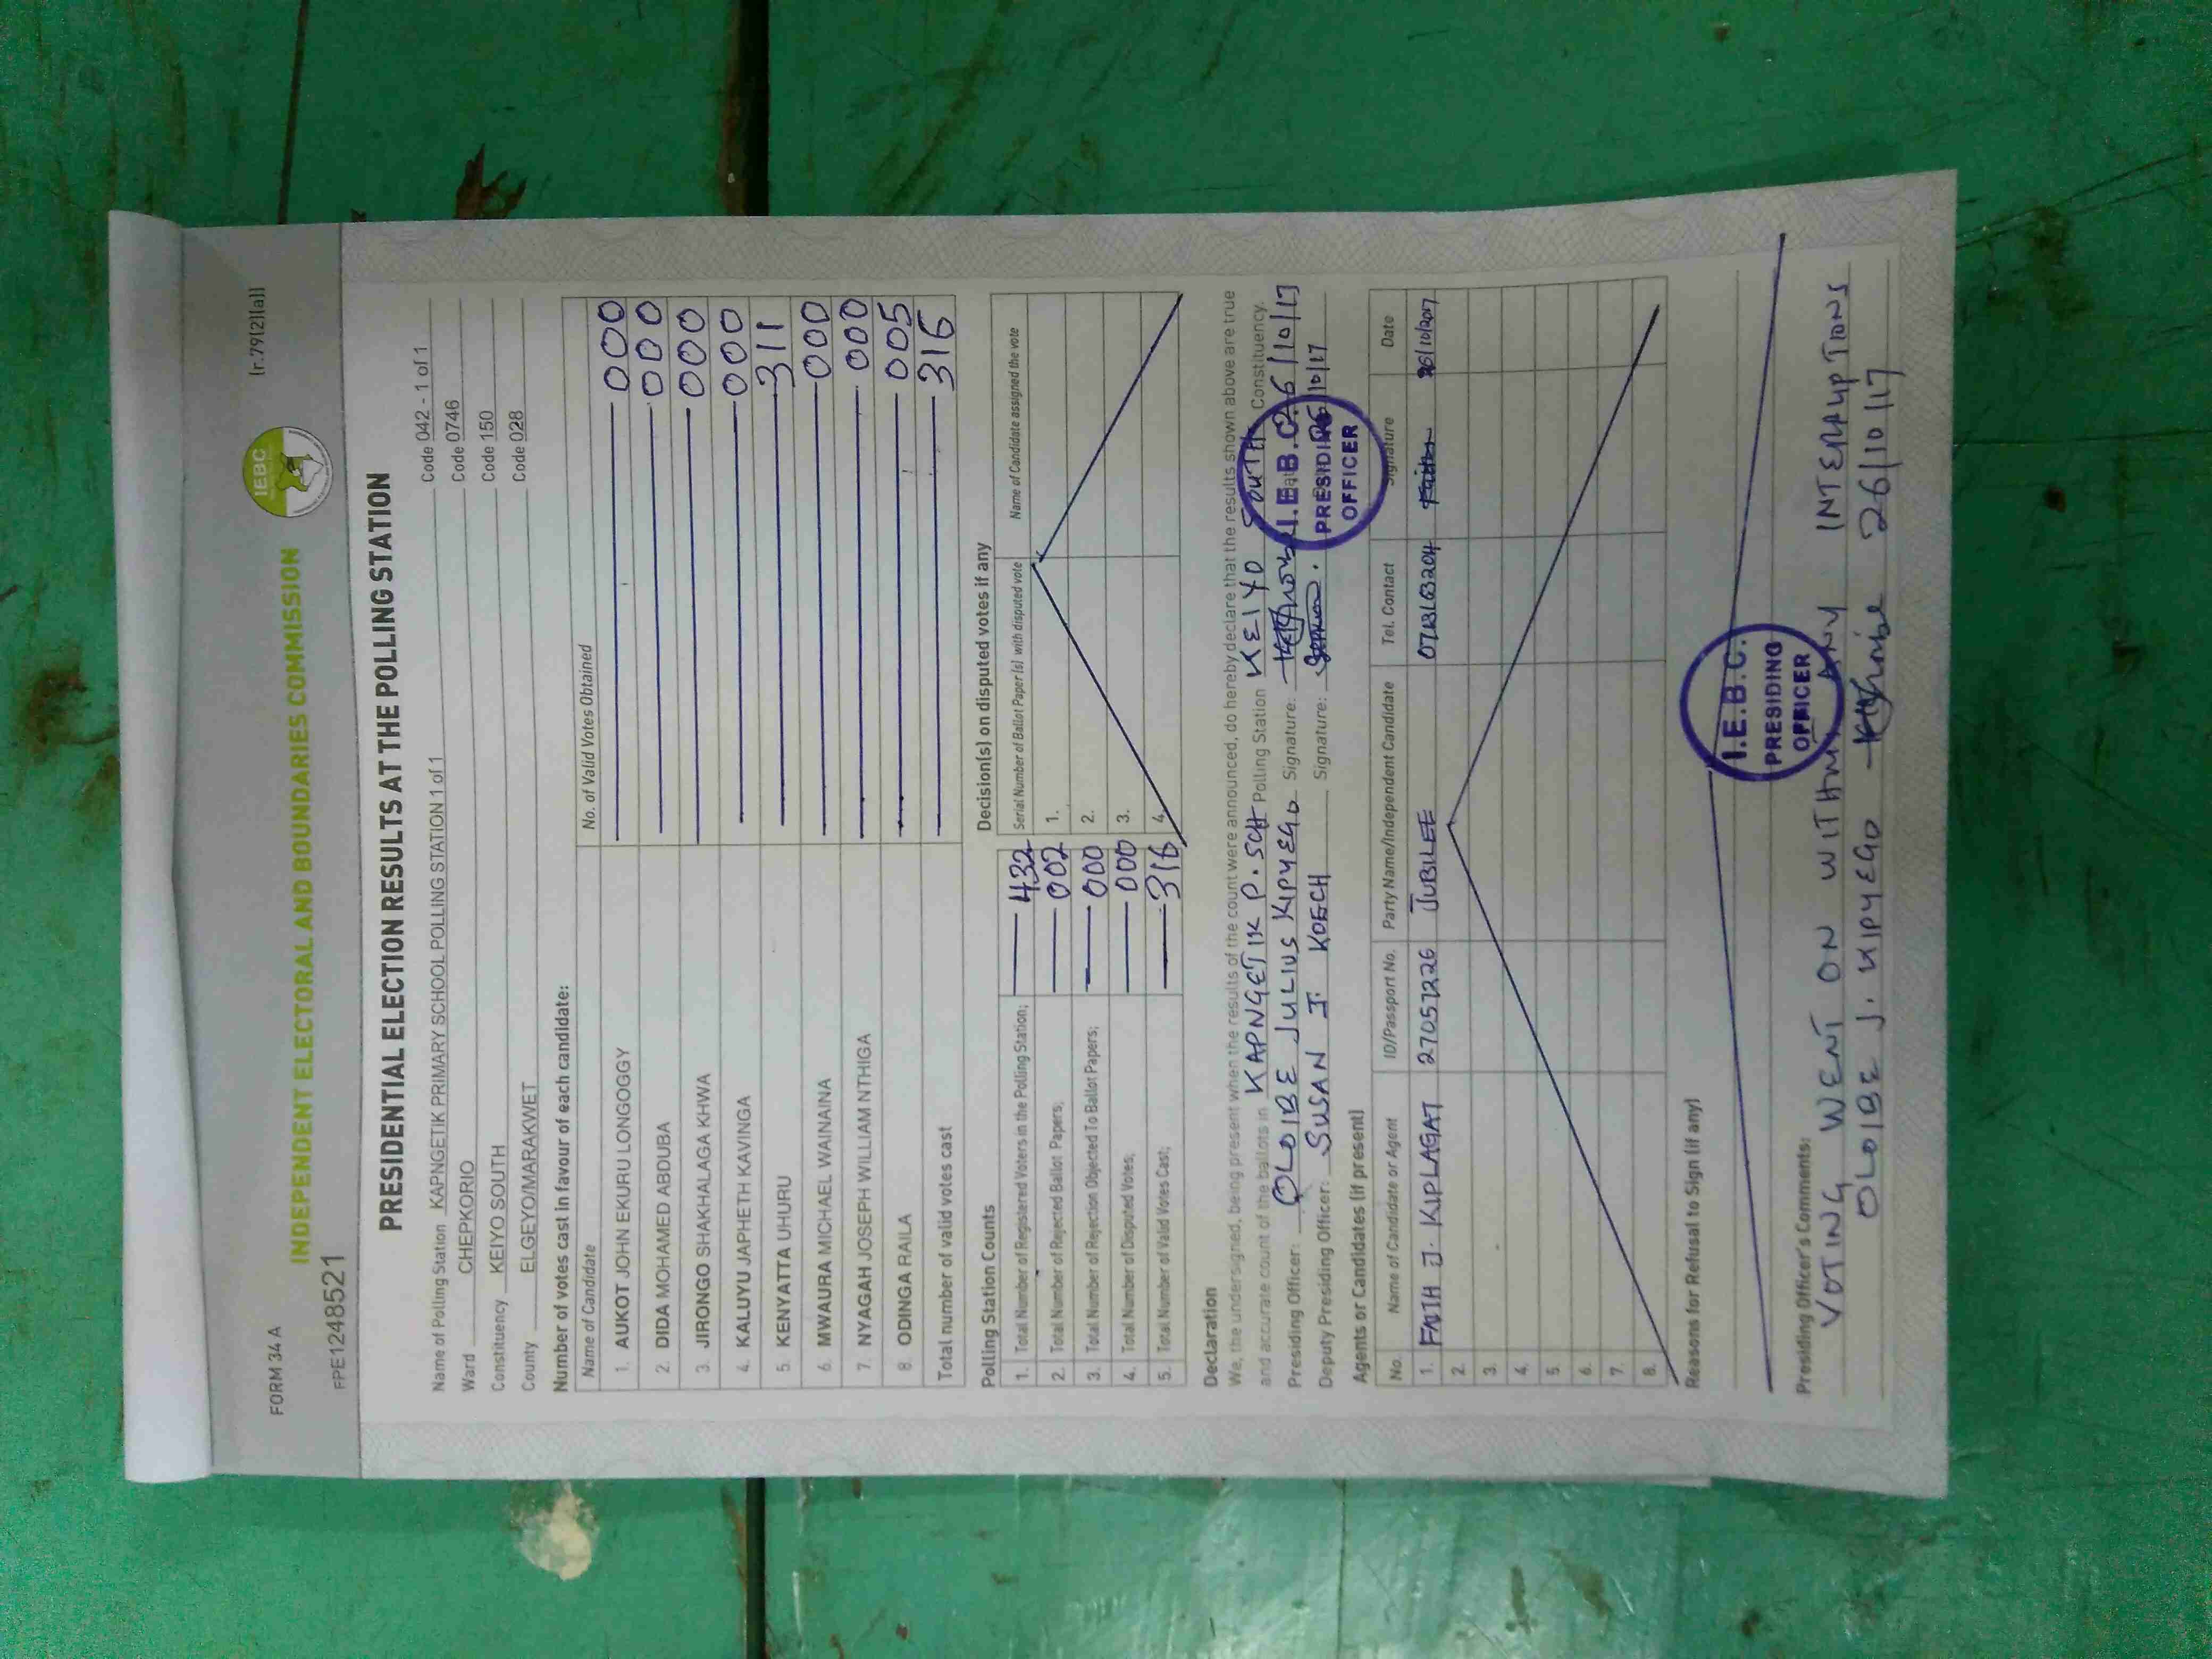 FORM 34 A
(r.79(2)(a))
IEBC
INDEPENDENT ELECTORAL AND BOUNDARIES COMMISSION
FPE1248521
PRESIDENTIAL ELECTION RESULTS AT THE POLLING STATION
Name of Polling Station KAPNGETIK PRIMARY SCHOOL POLLING STATION 1 of 1 Code 042 - 1 of 1
Ward CHEPKORIO Code 0746
Constituency KEIYO SOUTH Code 150
County ELGEYO/MARAKWET Code 028
Number of votes cast in favour of each candidate:
Name of Candidate No. of Valid Votes Obtained
1. AUKOT JOHN EKURU LONGOGGY 000
2. DIDA MOHAMED ABDUBA 000
3. JIRONGO SHAKHALAGA KHWA 000
4. KALUYU JAPHETH KAVINGA 000
5. KENYATTA UHURU 311
6. MWAURA MICHAEL WAINAINA 000
7. NYAGAH JOSEPH WILLIAM NTHIGA 000
8. ODINGA RAILA 005
Total number of valid votes cast 316
Polling Station Counts Decision(s) on disputed votes if any
Serial Number of Ballot Paper (s) with disputed vote Name of Candidate assigned the vote
1. Total Number of Registered Voters in the Polling Station; 432 1.
2. Total Number of Rejected Ballot Papers; 002 2.
3. Total Number of Rejection Objected To Ballot Papers; 000 3.
4. Total Number of Disputed Votes; 000 4.
5. Total Number of Valid Votes Cast; 316
Declaration
We, the undersigned, being present when the results of the count were announced, do hereby declare that the results shown above are true
and accurate count of the ballots in KAPNGETIK P. SCH Polling Station KEIYO SOUTH Constituency.
Presiding Officer: OLOIBE JULIUS KIPYEGO Signature: 26/10/17
Deputy Presiding Officer: SUSAN J. KOECH Signature: 26/10/17
I.E.B.C.
PRESIDING
OFFICER
Agents or Candidates (if present)
No. Name of Candidate or Agent ID/Passport No. Party Name/Independent Candidate Tel. Contact Signature Date
1. FAITH J. KIPLAGAT 27057226 JUBILEE 26/10/2017
2.
3.
4.
5.
6.
7.
8.
Reasons for Refusal to Sign (if any)
I.E.B.C.
PRESIDING
OFFICER
Presiding Officer's Comments:
VOTING WENT ON WITHOUT ANY INTERAUPTIONS
OLOIBE J. KIPYEGO 26/10/17